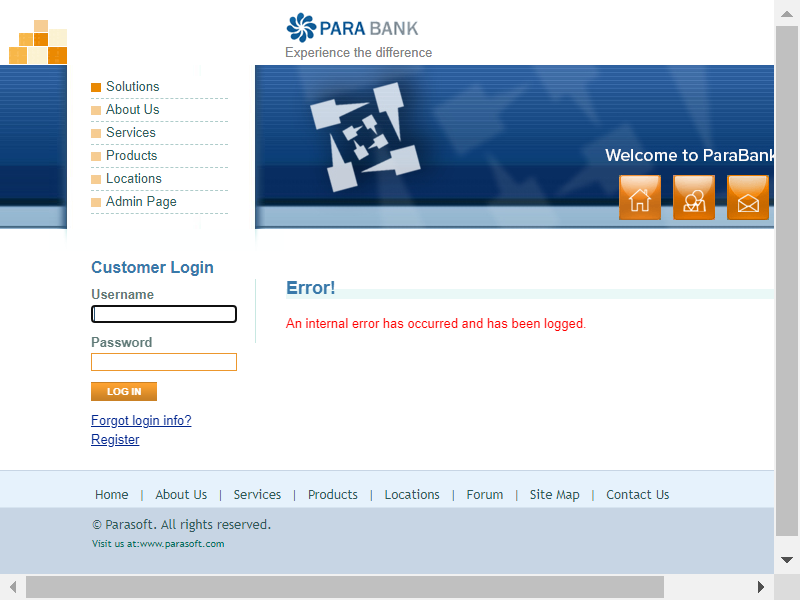 PARA BANK
Experience the difference
Solutions
About Us
Services
Products
Locations
Admin Page
Welcome to ParaBank
Customer Login
Username
Password
LOG IN
Forgot login info?
Register
Error!
An internal error has occurred and has been logged.
Home | About Us | Services | Products | Locations | Forum | Site Map | Contact Us
© Parasoft. All rights reserved.
Visit us at:www.parasoft.com